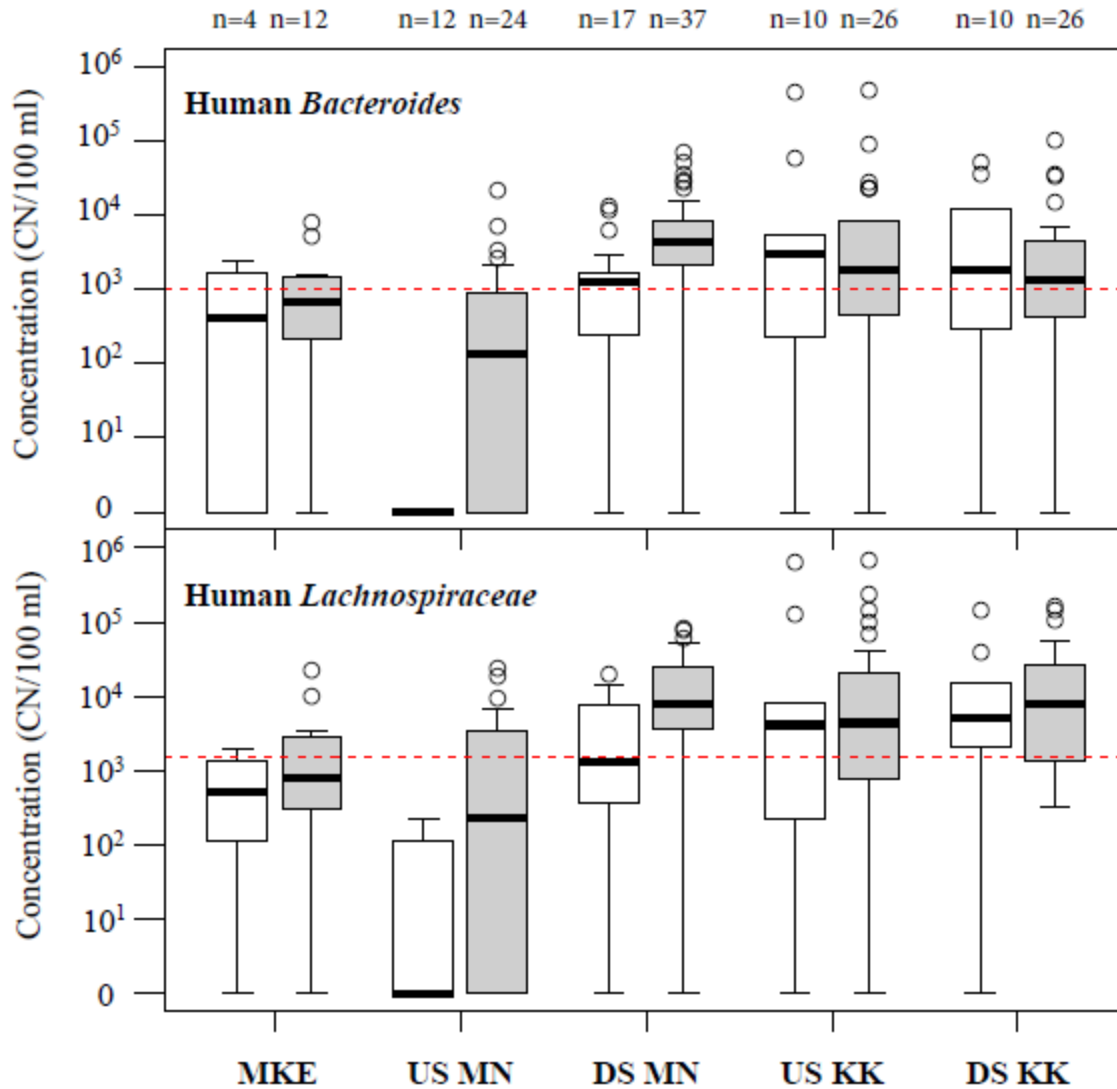 n=4 n=12 n=12 n=24 n=17 n=37 n=10 n=26 n=10 n=26
Concentration (CN/100 ml)
10⁶
10⁵
10⁴
10³
10²
10¹
0
Human Bacteroides
Concentration (CN/100 ml)
10⁶
10⁵
10⁴
10³
10²
10¹
0
Human Lachnospiraceae
MKE US MN DS MN US KK DS KK